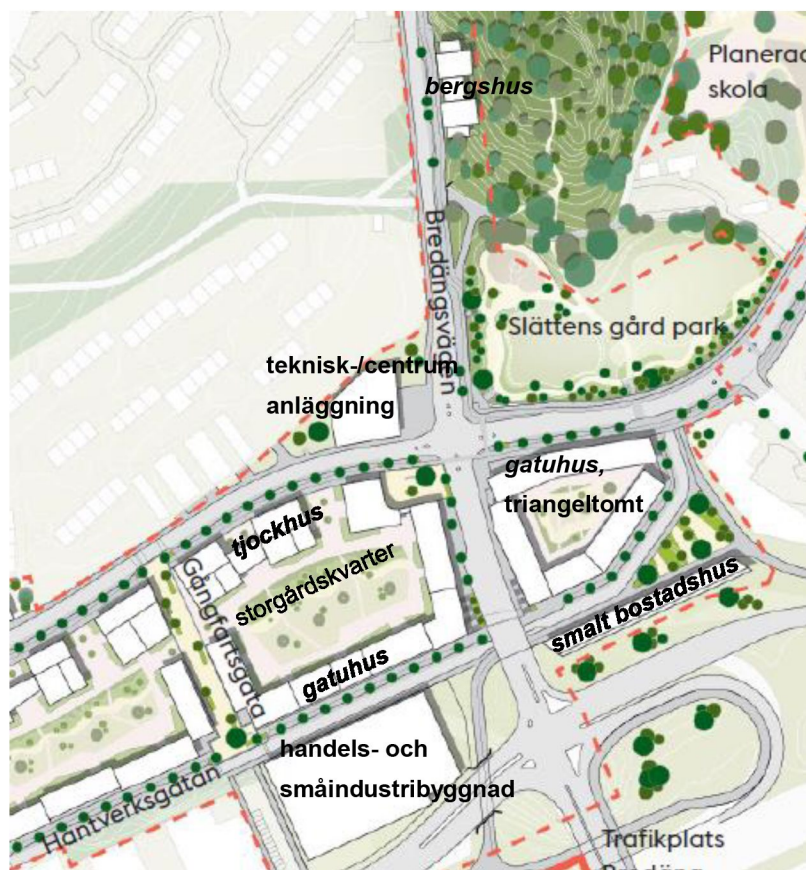 Planerad
skola
bergshus
Bredängsvägen
Slättens gård park
teknisk-/centrum
anläggning
gatuhus,
triangeltomt
tjockhus
storgårdskvarter
Gångfartsgata
gatuhus
smalt bostadshus
handels- och
småindustribyggnad
Hantverksgatan
Trafikplats
Bredäng